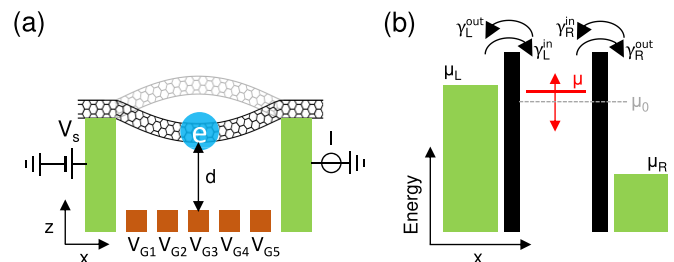 (a)
e
V_s
I
d
z
x
V_G1 V_G2 V_G3 V_G4 V_G5
(b)
γ_L^out γ_R^in
γ_L^in γ_R^out
μ_L
μ
μ_0
μ_R
Energy
x